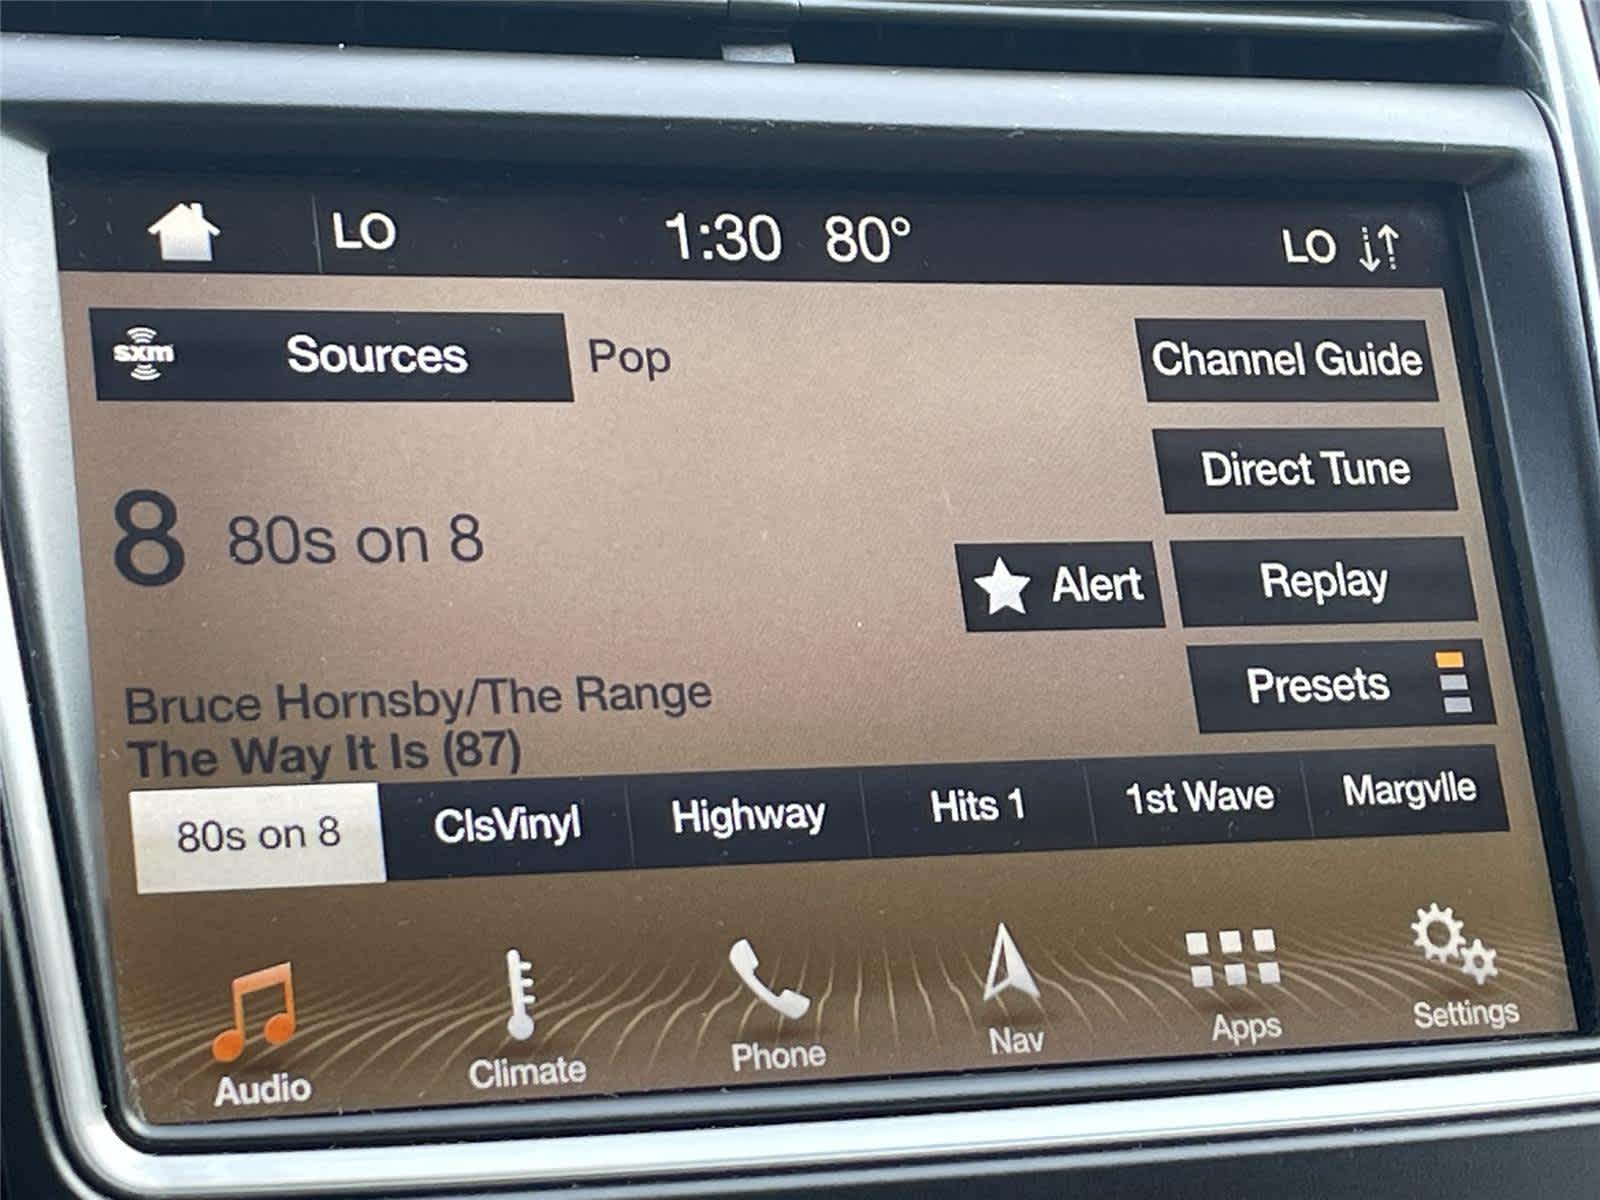 LO 1:30 80° LO
sxm Sources Pop Channel Guide
Direct Tune
8 80s on 8
Alert Replay
Presets
Bruce Hornsby/The Range
The Way It Is (87)
80s on 8 ClsVinyl Highway Hits 1 1st Wave Margvlle
Audio Climate Phone Nav Apps Settings